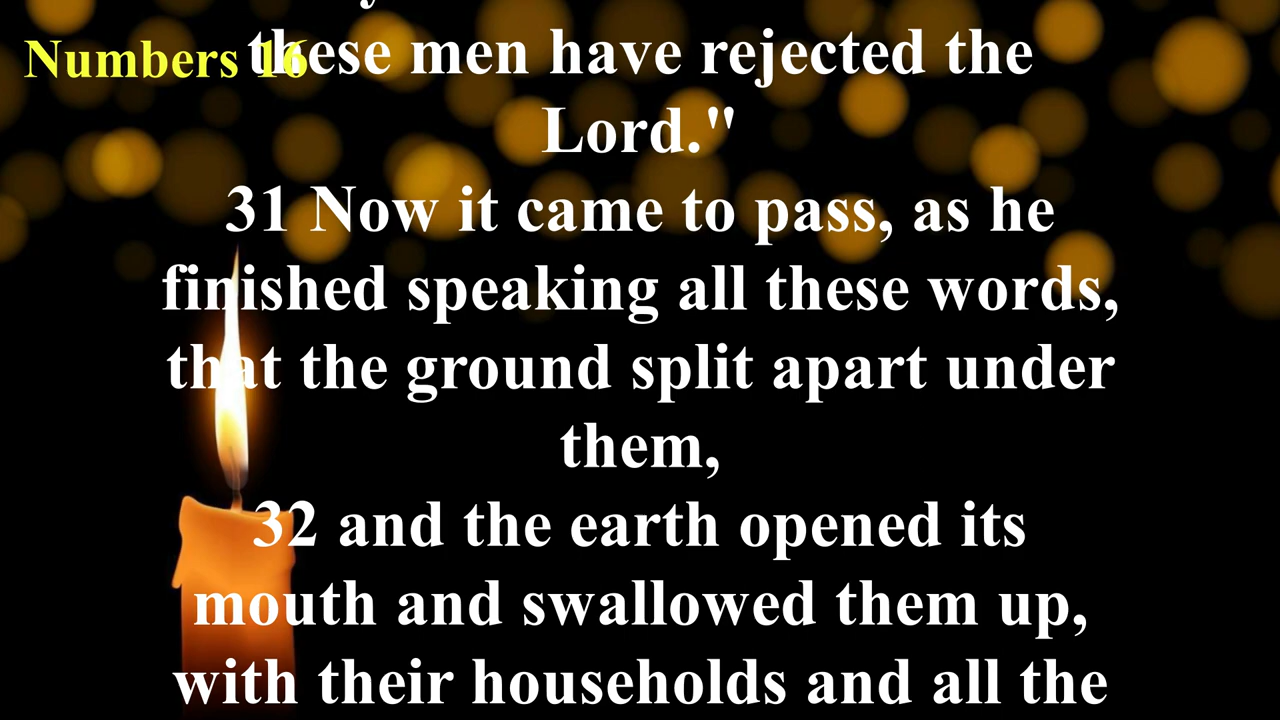 Numbers 16
these men have rejected the
Lord."
31 Now it came to pass, as he
finished speaking all these words,
that the ground split apart under
them,
32 and the earth opened its
mouth and swallowed them up,
with their households and all the